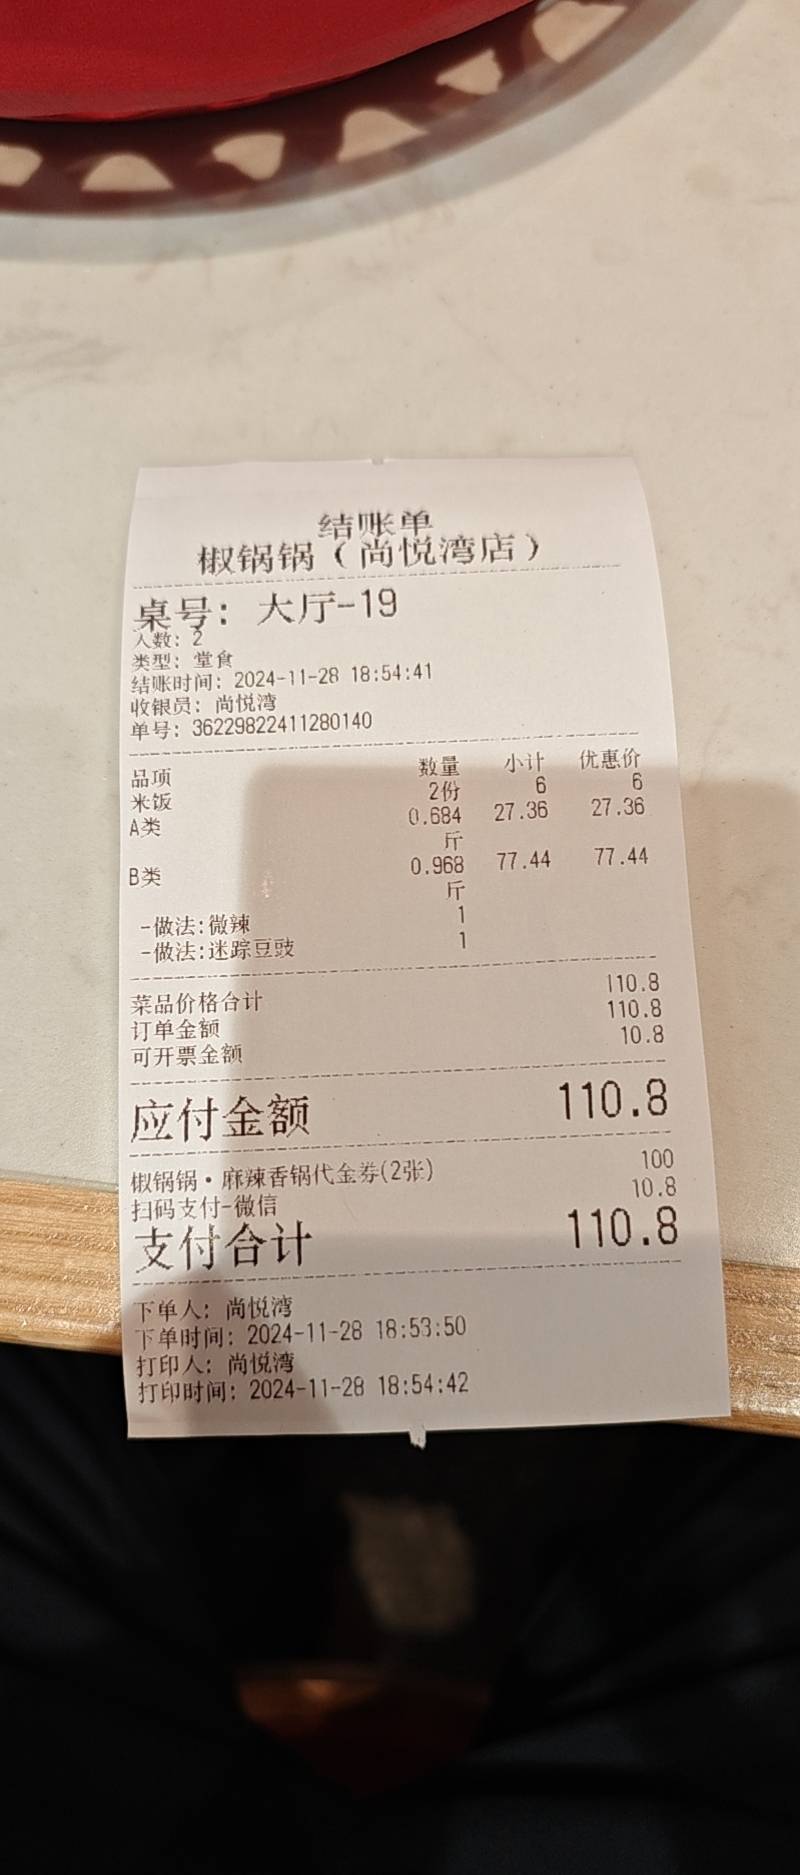 结账单
椒锅锅（尚悦湾店）
桌号：大厅-19
人数：2
类型：堂食
结账时间：2024-11-28 18:54:41
收银员：尚悦湾
单号：36229822411280140
品项 数量 小计 优惠价
米饭 2份 6 6
A类 0.684 27.36 27.36
斤
B类 0.968 77.44 77.44
斤
-做法:微辣 1
-做法:迷踪豆豉 1
菜品价格合计 110.8
订单金额 110.8
可开票金额 10.8
应付金额 110.8
椒锅锅·麻辣香锅代金券(2张) 100
扫码支付-微信 10.8
支付合计 110.8
下单人：尚悦湾
下单时间：2024-11-28 18:53:50
打印人：尚悦湾
打印时间：2024-11-28 18:54:42